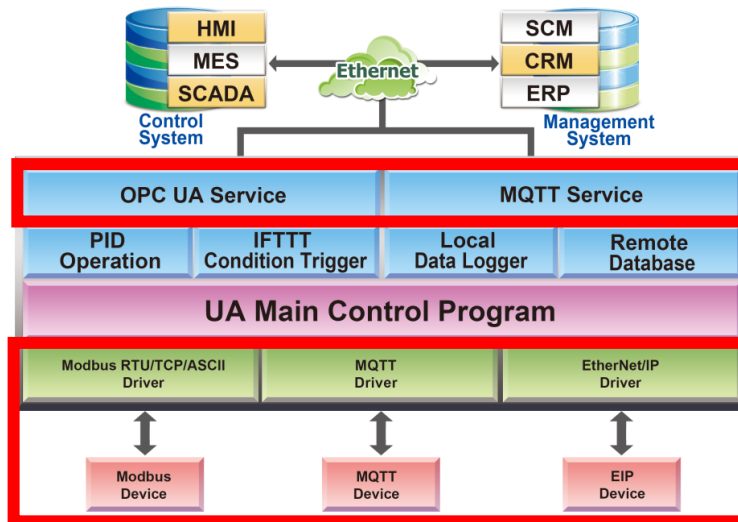 HMI
MES
SCADA
Control
System
Ethernet
SCM
CRM
ERP
Management
System
OPC UA Service
MQTT Service
PID
Operation
IFTTT
Condition Trigger
Local
Data Logger
Remote
Database
UA Main Control Program
Modbus RTU/TCP/ASCII
Driver
MQTT
Driver
EtherNet/IP
Driver
Modbus
Device
MQTT
Device
EIP
Device